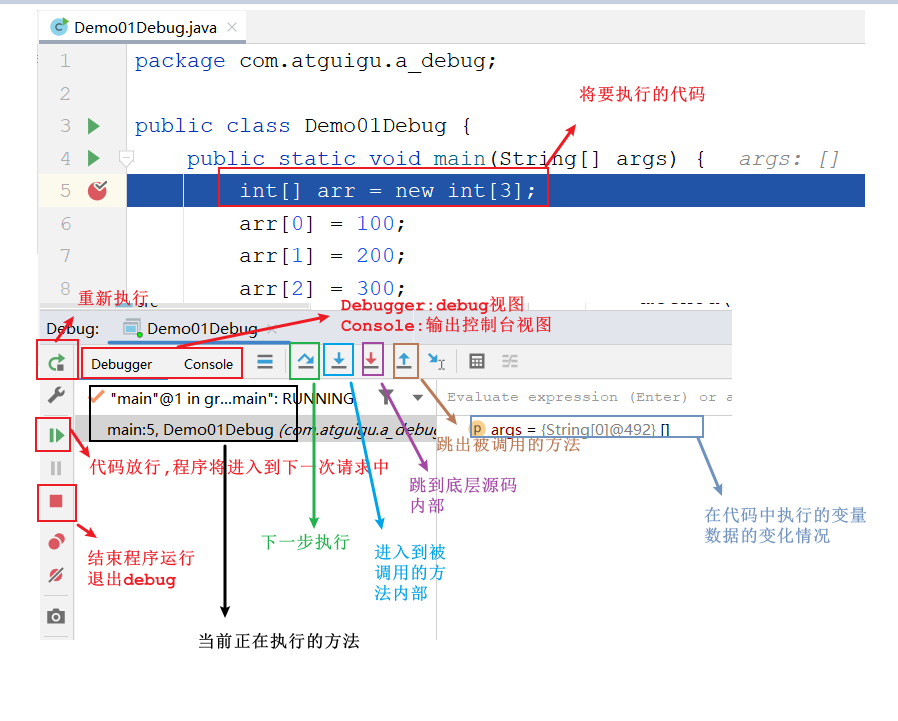 Demo01Debug.java
1 package com.atguigu.a_debug;
2
将要执行的代码
3 public class Demo01Debug {
4 public static void main(String[] args) { args: []
5 int[] arr = new int[3];
6 arr[0] = 100;
7 arr[1] = 200;
8 arr[2] = 300;
重新执行
Debugger:debug视图
Console:输出控制台视图
Debug: Demo01Debug
Debugger Console
"main"@1 in gr...main": RUNNING
Evaluate expression (Enter) or a
main:5, Demo01Debug (com.atguigu.a_debug
p args = {String[0]@492} []
跳出被调用的方法
代码放行,程序将进入到下一次请求中
跳到底层源码
内部
在代码中执行的变量
数据的变化情况
下一步执行
进入到被
调用的方
法内部
结束程序运行
退出debug
当前正在执行的方法